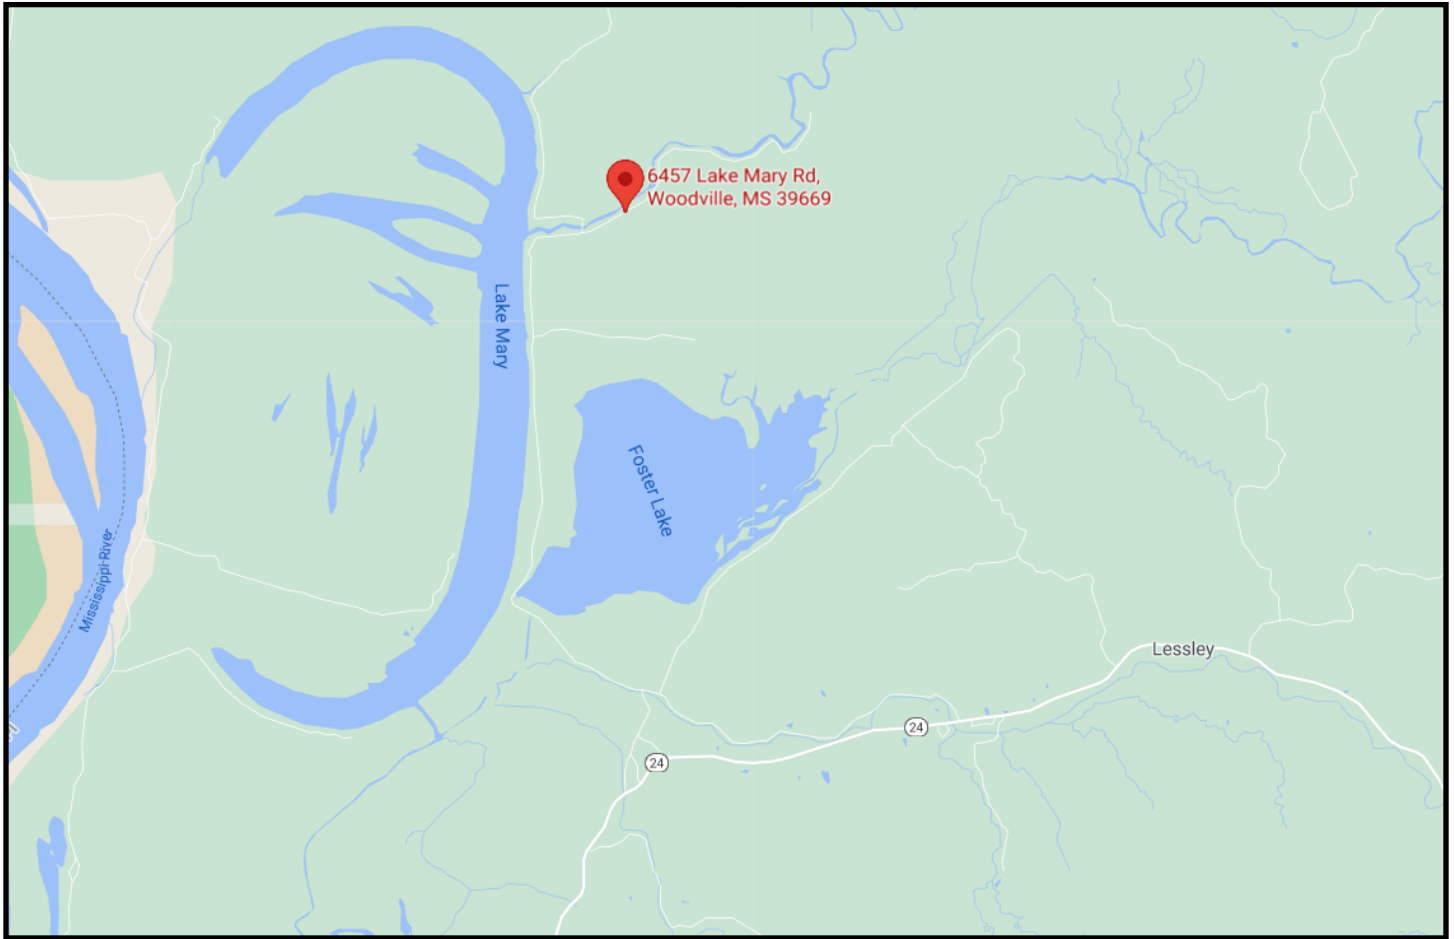 6457 Lake Mary Rd,
Woodville, MS 39669
Lake Mary
Foster Lake
Mississippi River
Lessley
24
24